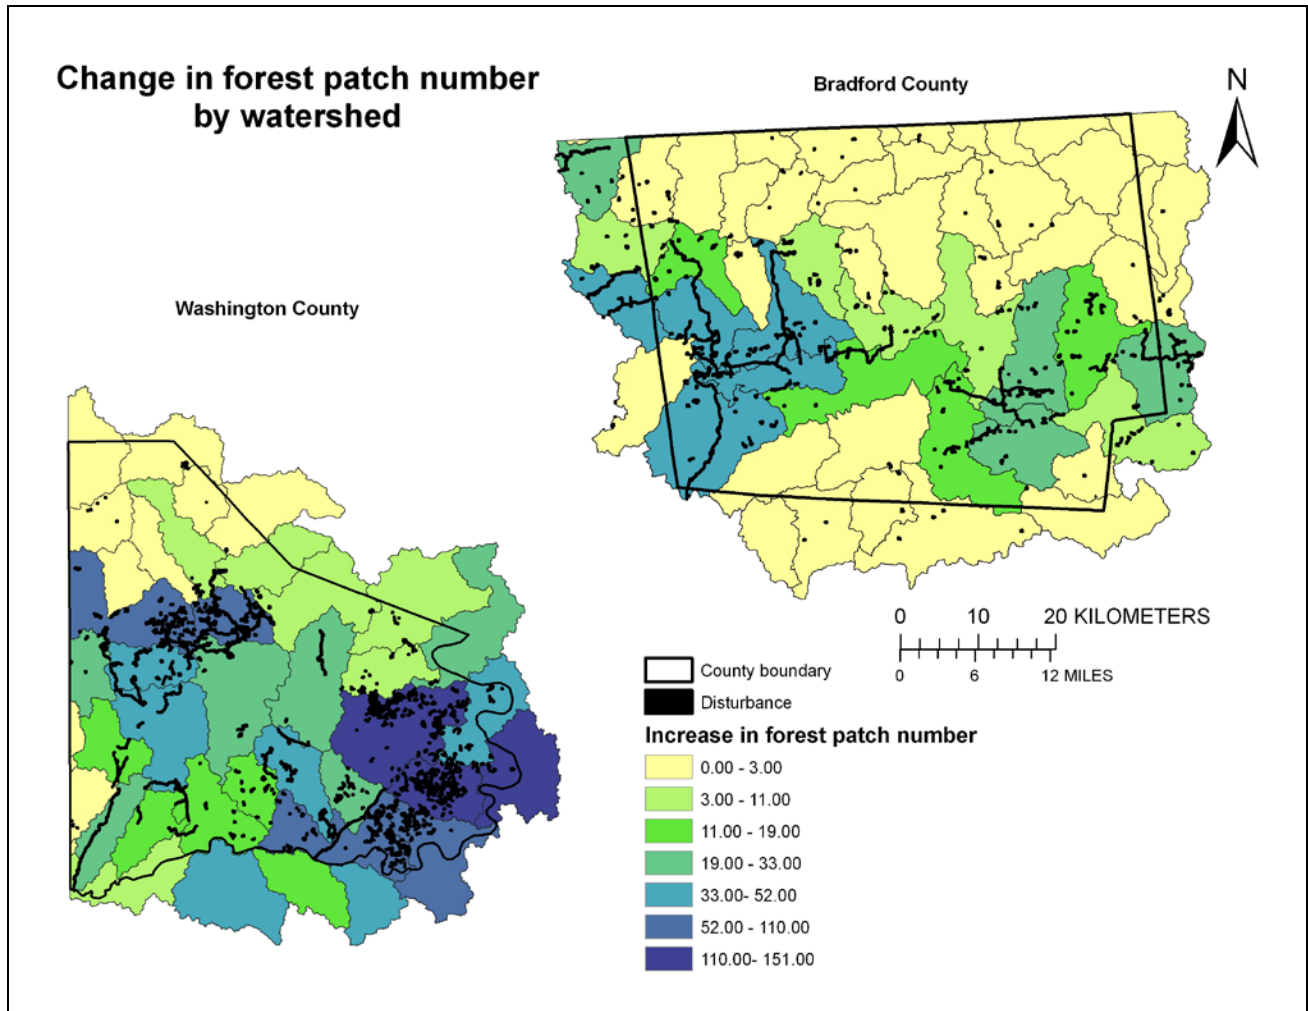 Change in forest patch number
by watershed
Bradford County
N
Washington County
0 10 20 KILOMETERS
0 6 12 MILES
County boundary
Disturbance
Increase in forest patch number
0.00 - 3.00
3.00 - 11.00
11.00 - 19.00
19.00 - 33.00
33.00- 52.00
52.00 - 110.00
110.00- 151.00